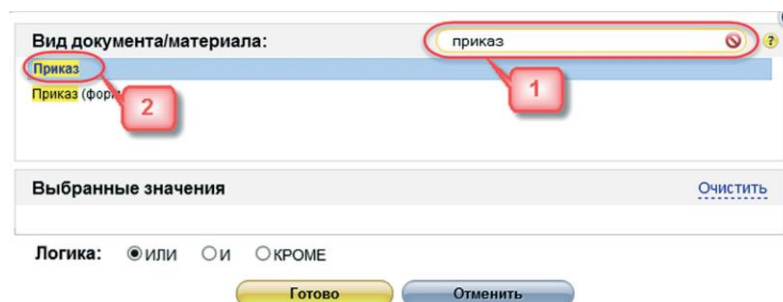 Вид документа/материала: приказ ?
Приказ
1
Приказ (форм
2
Выбранные значения Очистить
Логика: ИЛИ И КРОМЕ
Готово Отменить